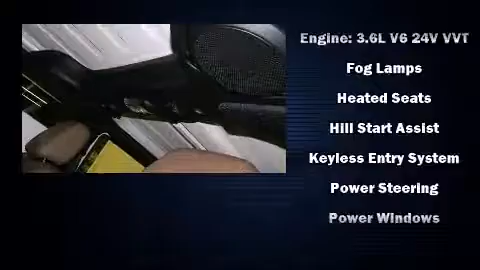 Engine: 3.6L V6 24V VVT
Fog Lamps
Heated Seats
Hill Start Assist
Keyless Entry System
Power Steering
Power Windows